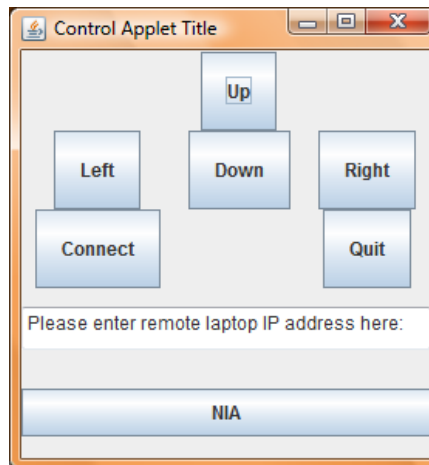 Control Applet Title
Up
Left Down Right
Connect Quit
Please enter remote laptop IP address here:
NIA